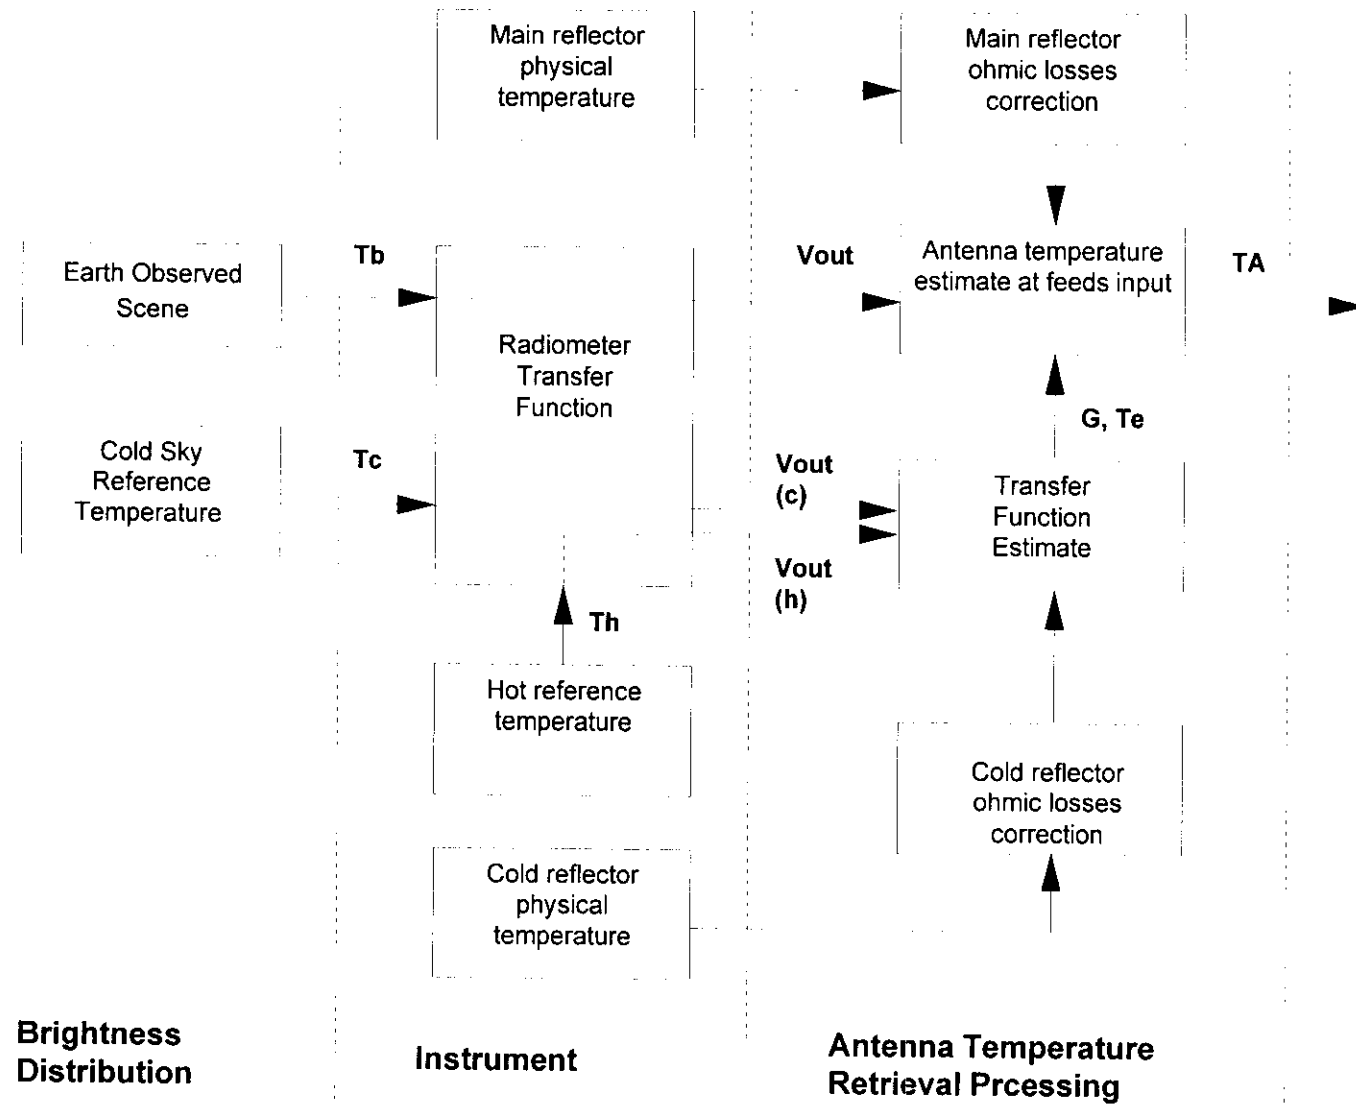 Main reflector
physical
temperature
Main reflector
ohmic losses
correction
Earth Observed
Scene
Tb
Radiometer
Transfer
Function
Vout
Antenna temperature
estimate at feeds input
TA
G, Te
Cold Sky
Reference
Temperature
Tc
Vout
(c)
Vout
(h)
Transfer
Function
Estimate
Th
Hot reference
temperature
Cold reflector
ohmic losses
correction
Cold reflector
physical
temperature
Brightness
Distribution
Instrument
Antenna Temperature
Retrieval Prcessing